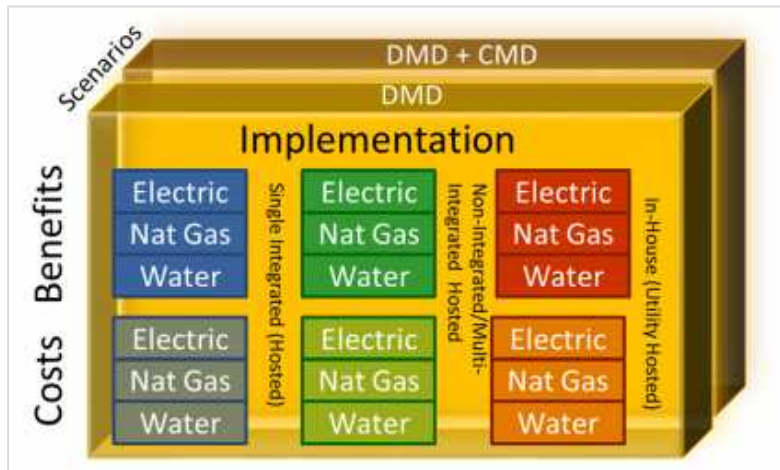 Scenarios
DMD + CMD
DMD
Implementation
Benefits
Electric
Nat Gas
Water
Single Integrated (Hosted)
Electric
Nat Gas
Water
Non-Integrated/Multi-
Integrated Hosted
Electric
Nat Gas
Water
In-House (Utility Hosted)
Costs
Electric
Nat Gas
Water
Electric
Nat Gas
Water
Electric
Nat Gas
Water